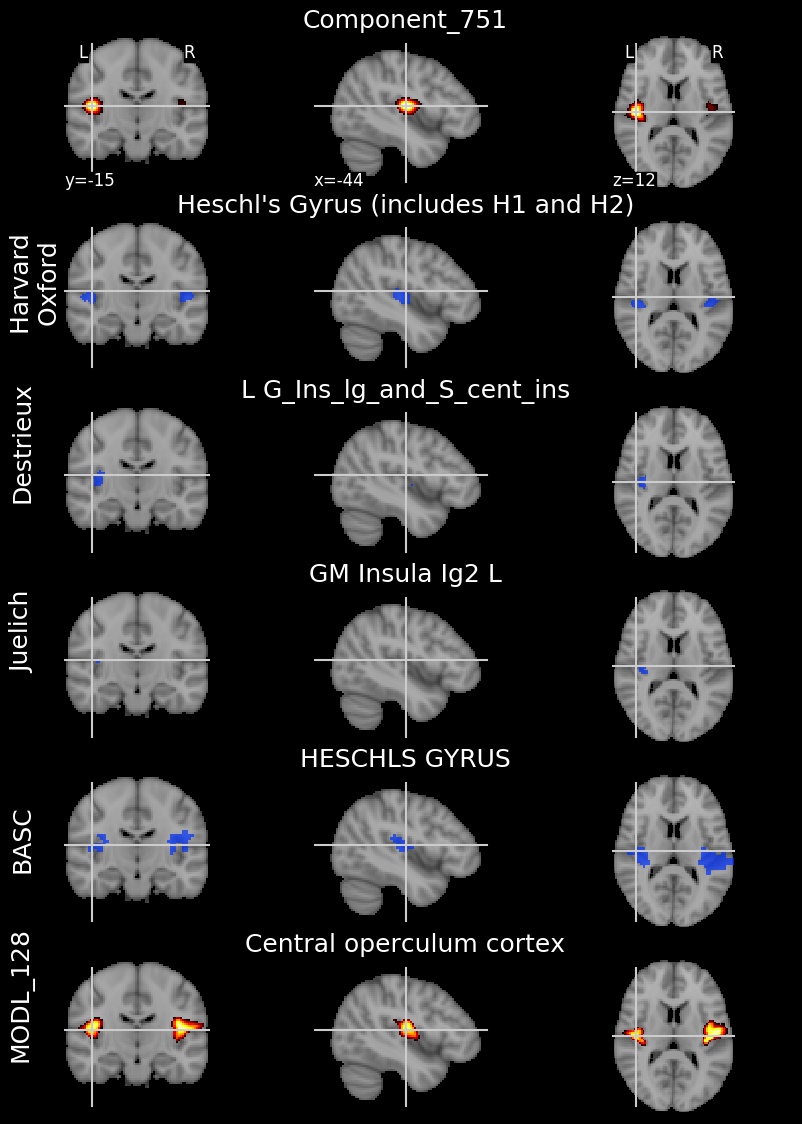 Component_751
L R L R
y=-15 x=-44 z=12
Heschl's Gyrus (includes H1 and H2)
Harvard
Oxford
L G_Ins_lg_and_S_cent_ins
Destrieux
GM Insula Ig2 L
Juelich
HESCHLS GYRUS
BASC
Central operculum cortex
MODL_128